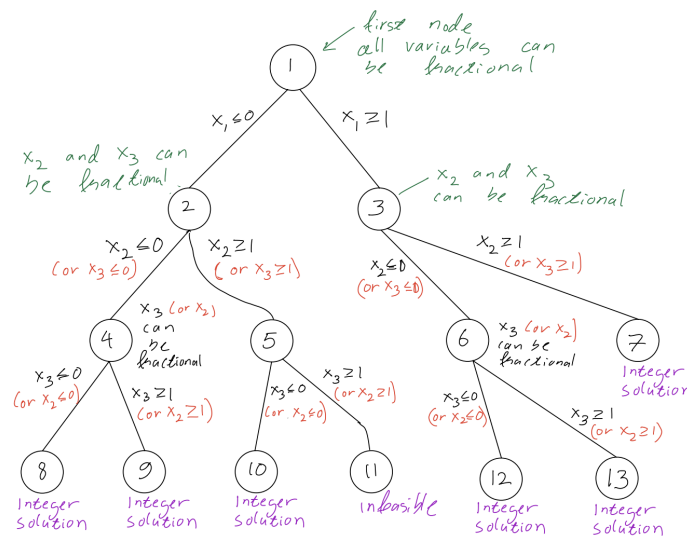 first node
all variables can
be fractional
1
x₁≤0
x₁≥1
x₂ and x₃ can
be fractional
x₂ and x₃
can be fractional
2
3
x₂≤0
(or x₃≤0)
x₂≥1
(or x₃≥1)
x₂≤0
(or x₃≤0)
x₂≥1
(or x₃≥1)
4
x₃ (or x₂)
can
be
fractional
5
6
x₃ (or x₂)
can be
fractional
7
Integer
Solution
x₃≤0
(or x₂≤0)
x₃≥1
(or x₂≥1)
x₃≤0
(or x₂≤0)
x₃≥1
(or x₂≥1)
x₃≤0
(or x₂≤0)
x₃≥1
(or x₂≥1)
8
9
10
11
12
13
Integer
Solution
Integer
Solution
Integer
Solution
infeasible
Integer
Solution
Integer
Solution